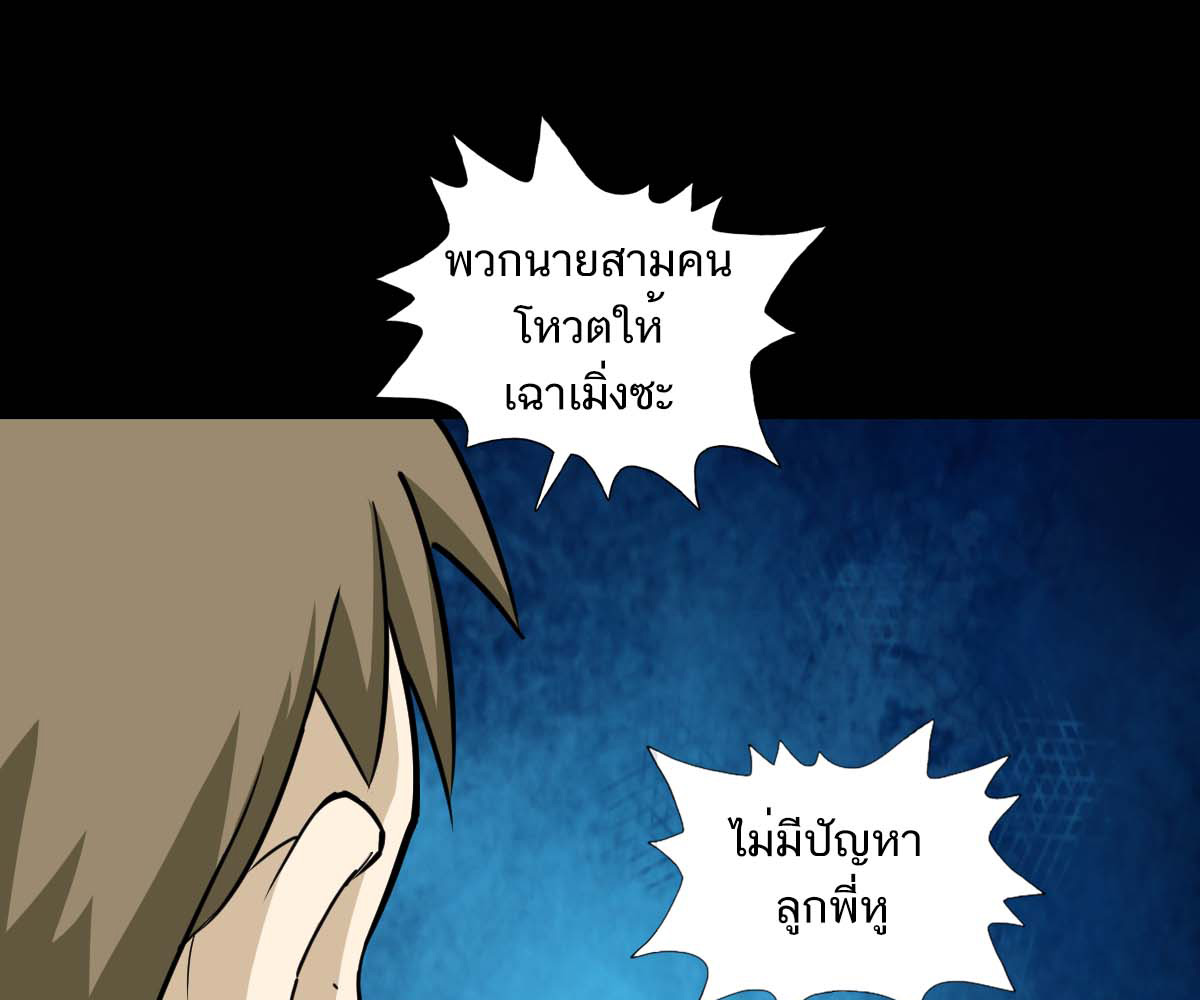 พวกนายสามคน
โหวตให้
เฉาเมิ่งซะ
ไม่มีปัญหา
ลูกพี่หู